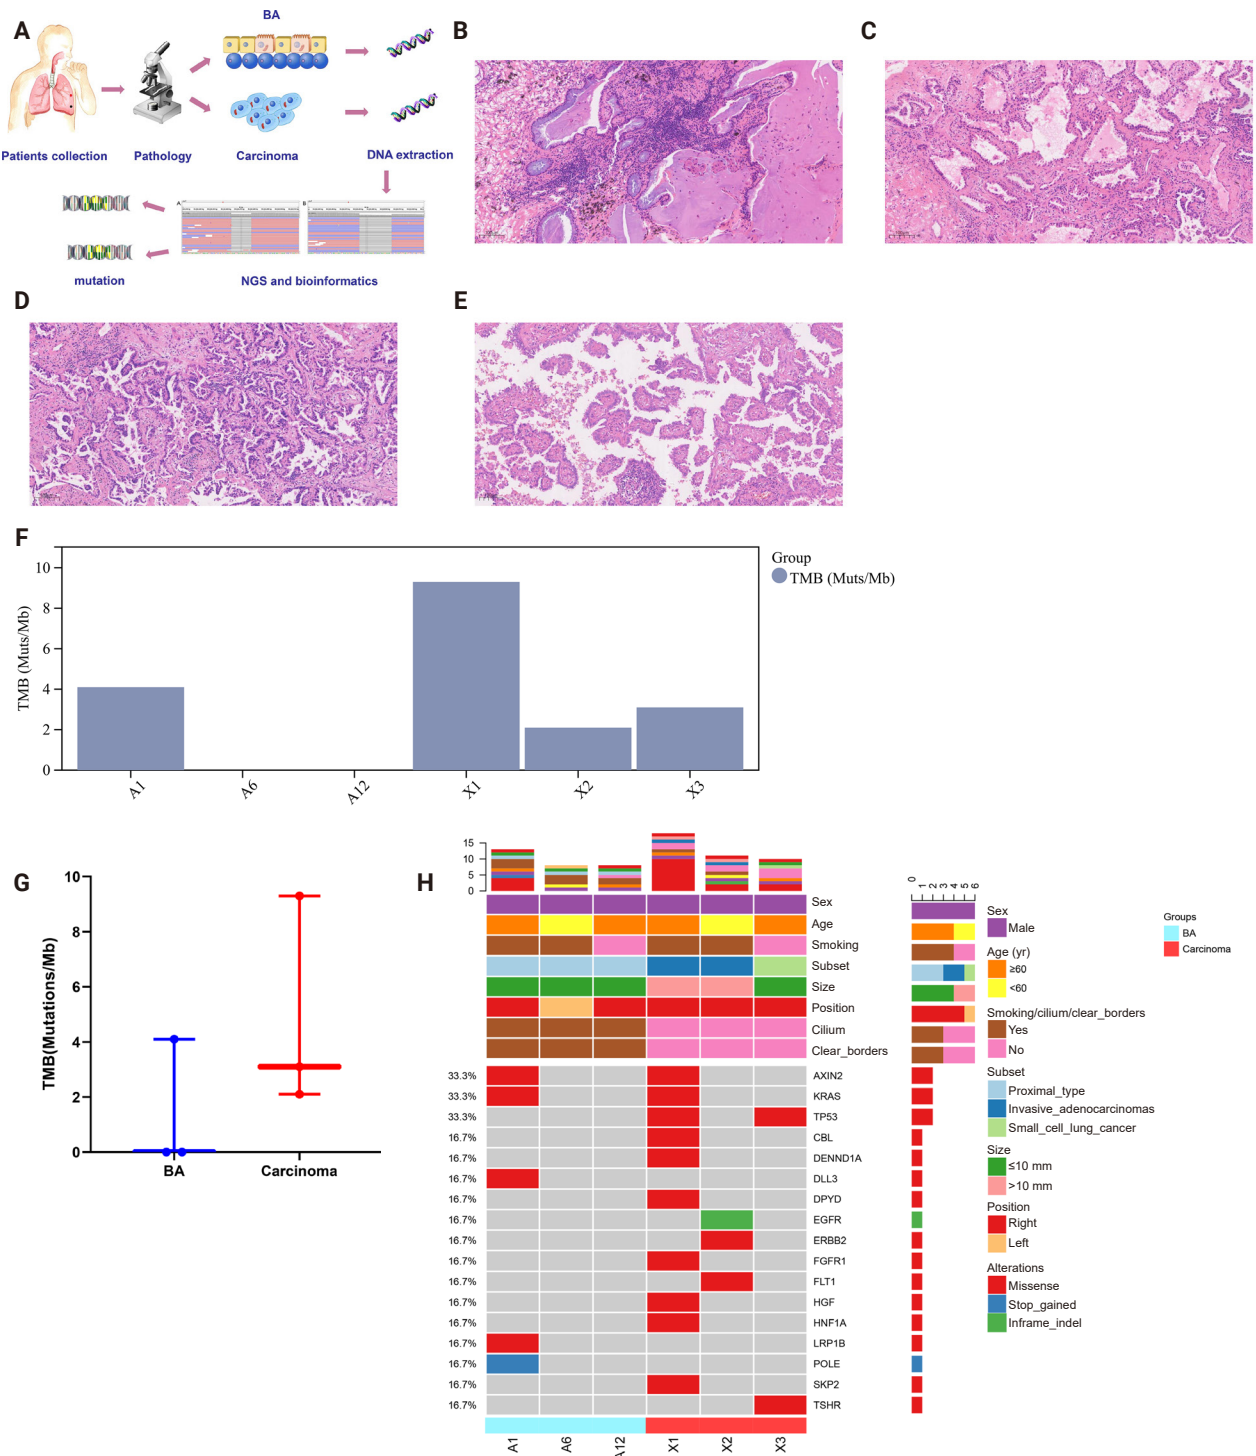 A
BA
Patients collection
Pathology
Carcinoma
DNA extraction
A
B
mutation
NGS and bioinformatics
B
C
D
E
F
TMB (Muts/Mb)
10
8
6
4
2
0
A1
A6
A12
X1
X2
X3
Group
TMB (Muts/Mb)
G
TMB(Mutations/Mb)
10
8
6
4
2
0
BA
Carcinoma
H
15
10
5
0
Sex
Age
Smoking
Subset
Size
Position
Cilium
Clear_borders
33.3% AXIN2
33.3% KRAS
33.3% TP53
16.7% CBL
16.7% DENND1A
16.7% DLL3
16.7% DPYD
16.7% EGFR
16.7% ERBB2
16.7% FGFR1
16.7% FLT1
16.7% HGF
16.7% HNF1A
16.7% LRP1B
16.7% POLE
16.7% SKP2
16.7% TSHR
A1
A6
A12
X1
X2
X3
0 1 2 3 4 5 6
Sex
Male
Age (yr)
≥60
<60
Smoking/cilium/clear_borders
Yes
No
Subset
Proximal_type
Invasive_adenocarcinomas
Small_cell_lung_cancer
Size
≤10 mm
>10 mm
Position
Right
Left
Alterations
Missense
Stop_gained
Inframe_indel
Groups
BA
Carcinoma